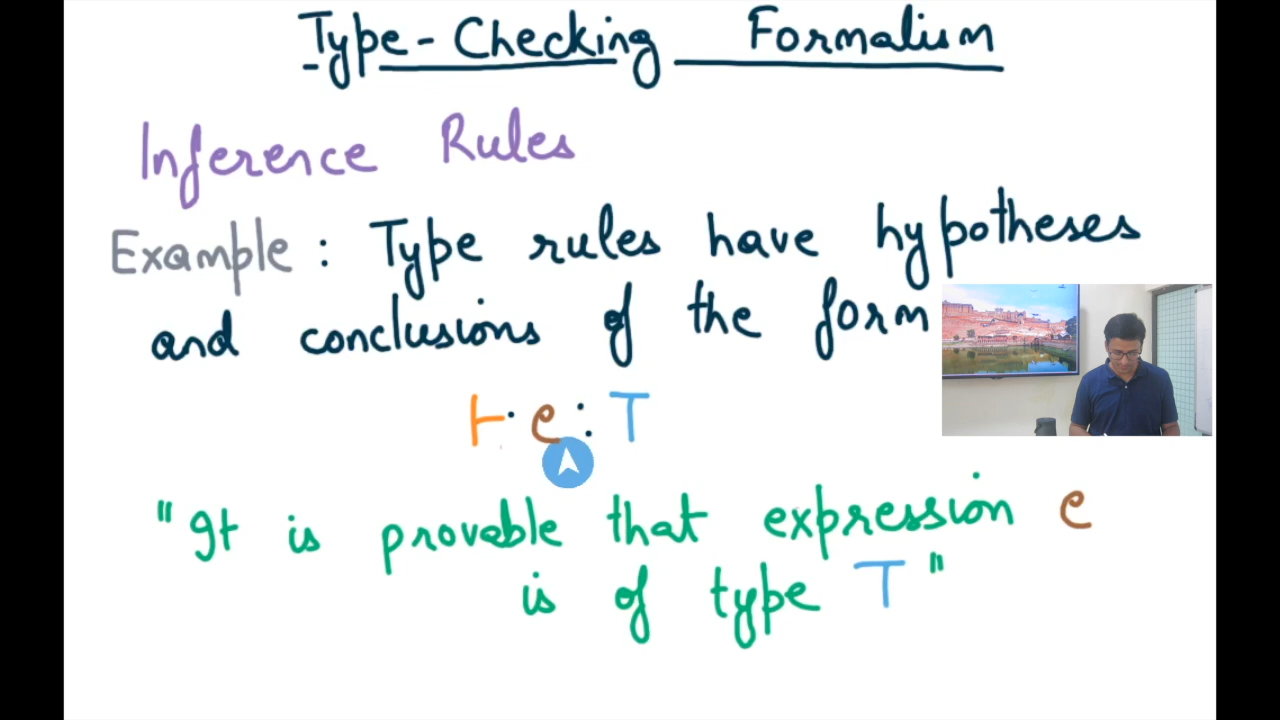 Type-Checking Formalism
Inference Rules
Example : Type rules have hypotheses
and conclusions of the form
⊢ e : T
"It is provable that expression e
is of type T"